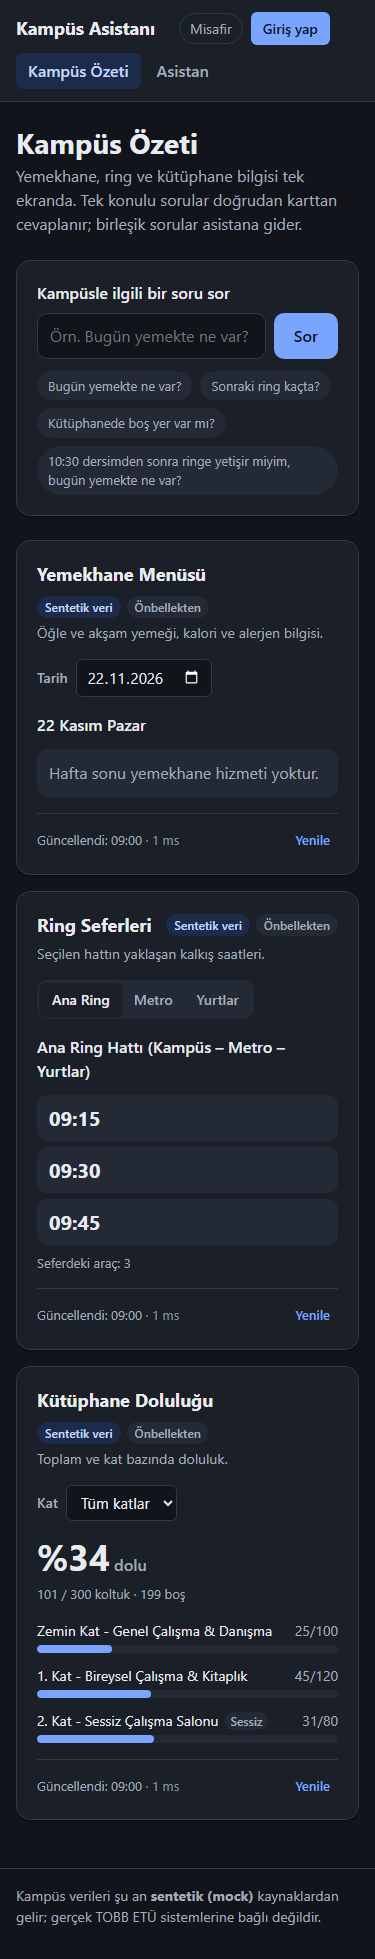 Kampüs Asistanı
Misafir
Giriş yap
Kampüs Özeti
Asistan
Kampüs Özeti
Yemekhane, ring ve kütüphane bilgisi tek
ekranda. Tek konulu sorular doğrudan karttan
cevaplanır; birleşik sorular asistana gider.
Kampüsle ilgili bir soru sor
Örn. Bugün yemekte ne var?
Sor
Bugün yemekte ne var?
Sonraki ring kaçta?
Kütüphanede boş yer var mı?
10:30 dersimden sonra ringe yetişir miyim,
bugün yemekte ne var?
Yemekhane Menüsü
Sentetik veri
Önbellekten
Öğle ve akşam yemeği, kalori ve alerjen bilgisi.
Tarih
22.11.2026
22 Kasım Pazar
Hafta sonu yemekhane hizmeti yoktur.
Güncellendi: 09:00 · 1 ms
Yenile
Ring Seferleri
Sentetik veri
Önbellekten
Seçilen hattın yaklaşan kalkış saatleri.
Ana Ring
Metro
Yurtlar
Ana Ring Hattı (Kampüs – Metro –
Yurtlar)
09:15
09:30
09:45
Seferdeki araç: 3
Güncellendi: 09:00 · 1 ms
Yenile
Kütüphane Doluluğu
Sentetik veri
Önbellekten
Toplam ve kat bazında doluluk.
Kat
Tüm katlar
%34 dolu
101 / 300 koltuk · 199 boş
Zemin Kat - Genel Çalışma & Danışma
25/100
1. Kat - Bireysel Çalışma & Kitaplık
45/120
2. Kat - Sessiz Çalışma Salonu
Sessiz
31/80
Güncellendi: 09:00 · 1 ms
Yenile
Kampüs verileri şu an sentetik (mock) kaynaklardan
gelir; gerçek TOBB ETÜ sistemlerine bağlı değildir.